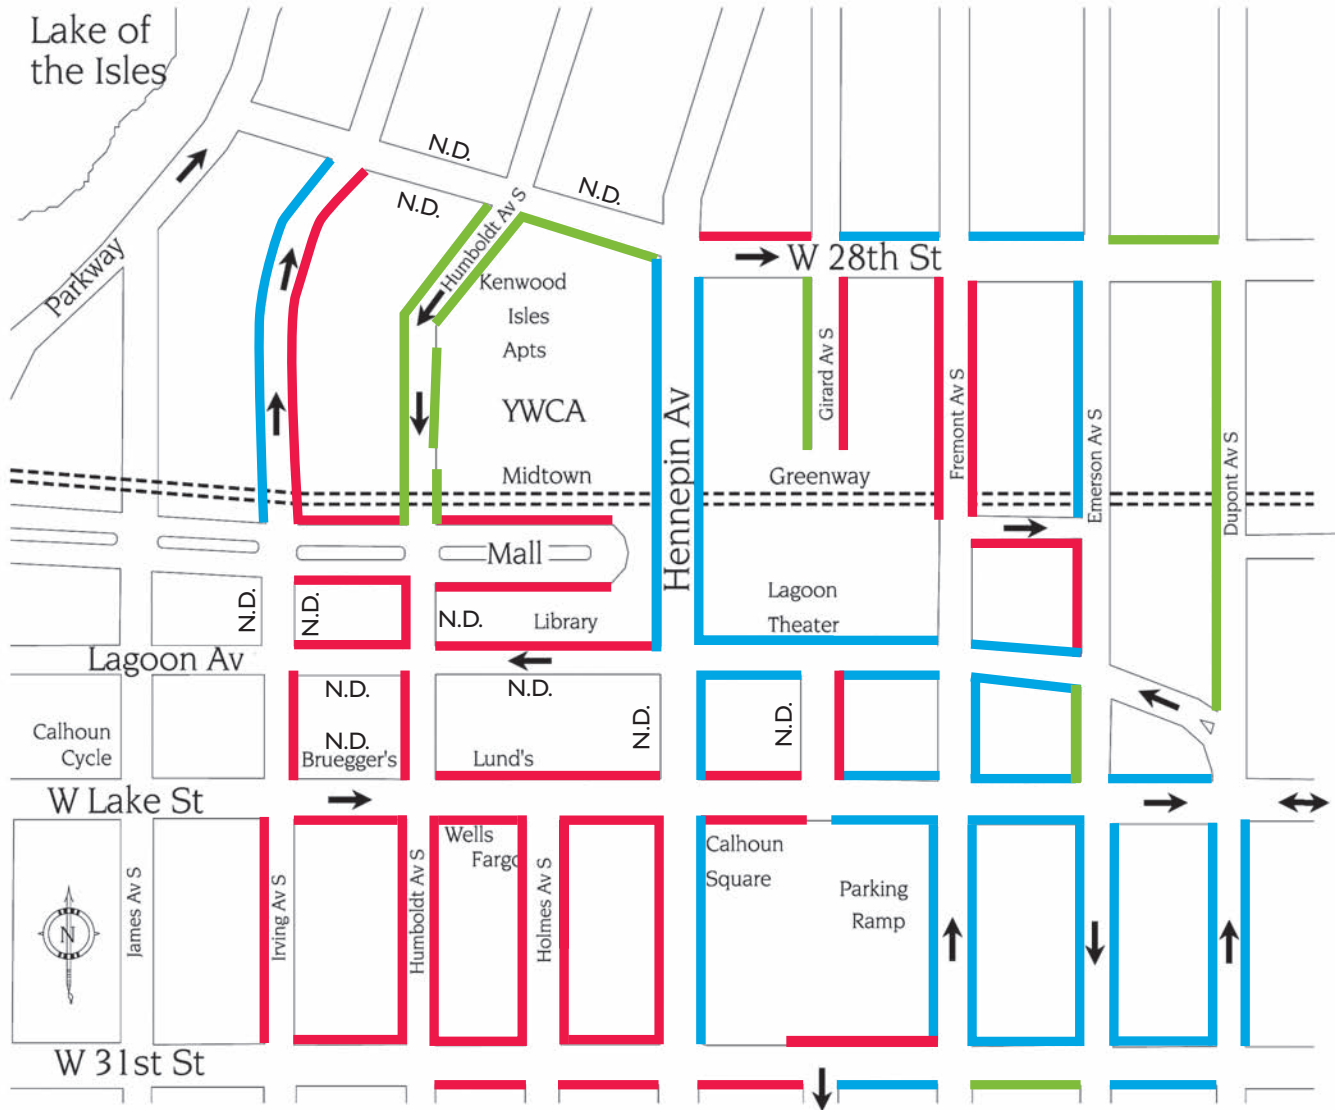 Lake of
the Isles
N.D.
N.D.
N.D.
Humboldt Av S
Parkway
W 28th St
Kenwood
Isles
Apts
YWCA
Midtown
Greenway
Hennepin Av
Girard Av S
Fremont Av S
Emerson Av S
Dupont Av S
Mall
N.D.
N.D.
N.D.
Library
Lagoon
Theater
Lagoon Av
N.D.
N.D.
N.D.
N.D.
N.D.
Calhoun
Cycle
Bruegger's
Lund's
W Lake St
Wells
Fargo
Calhoun
Square
Parking
Ramp
N
James Av S
Irving Av S
Humboldt Av S
Holmes Av S
W 31st St